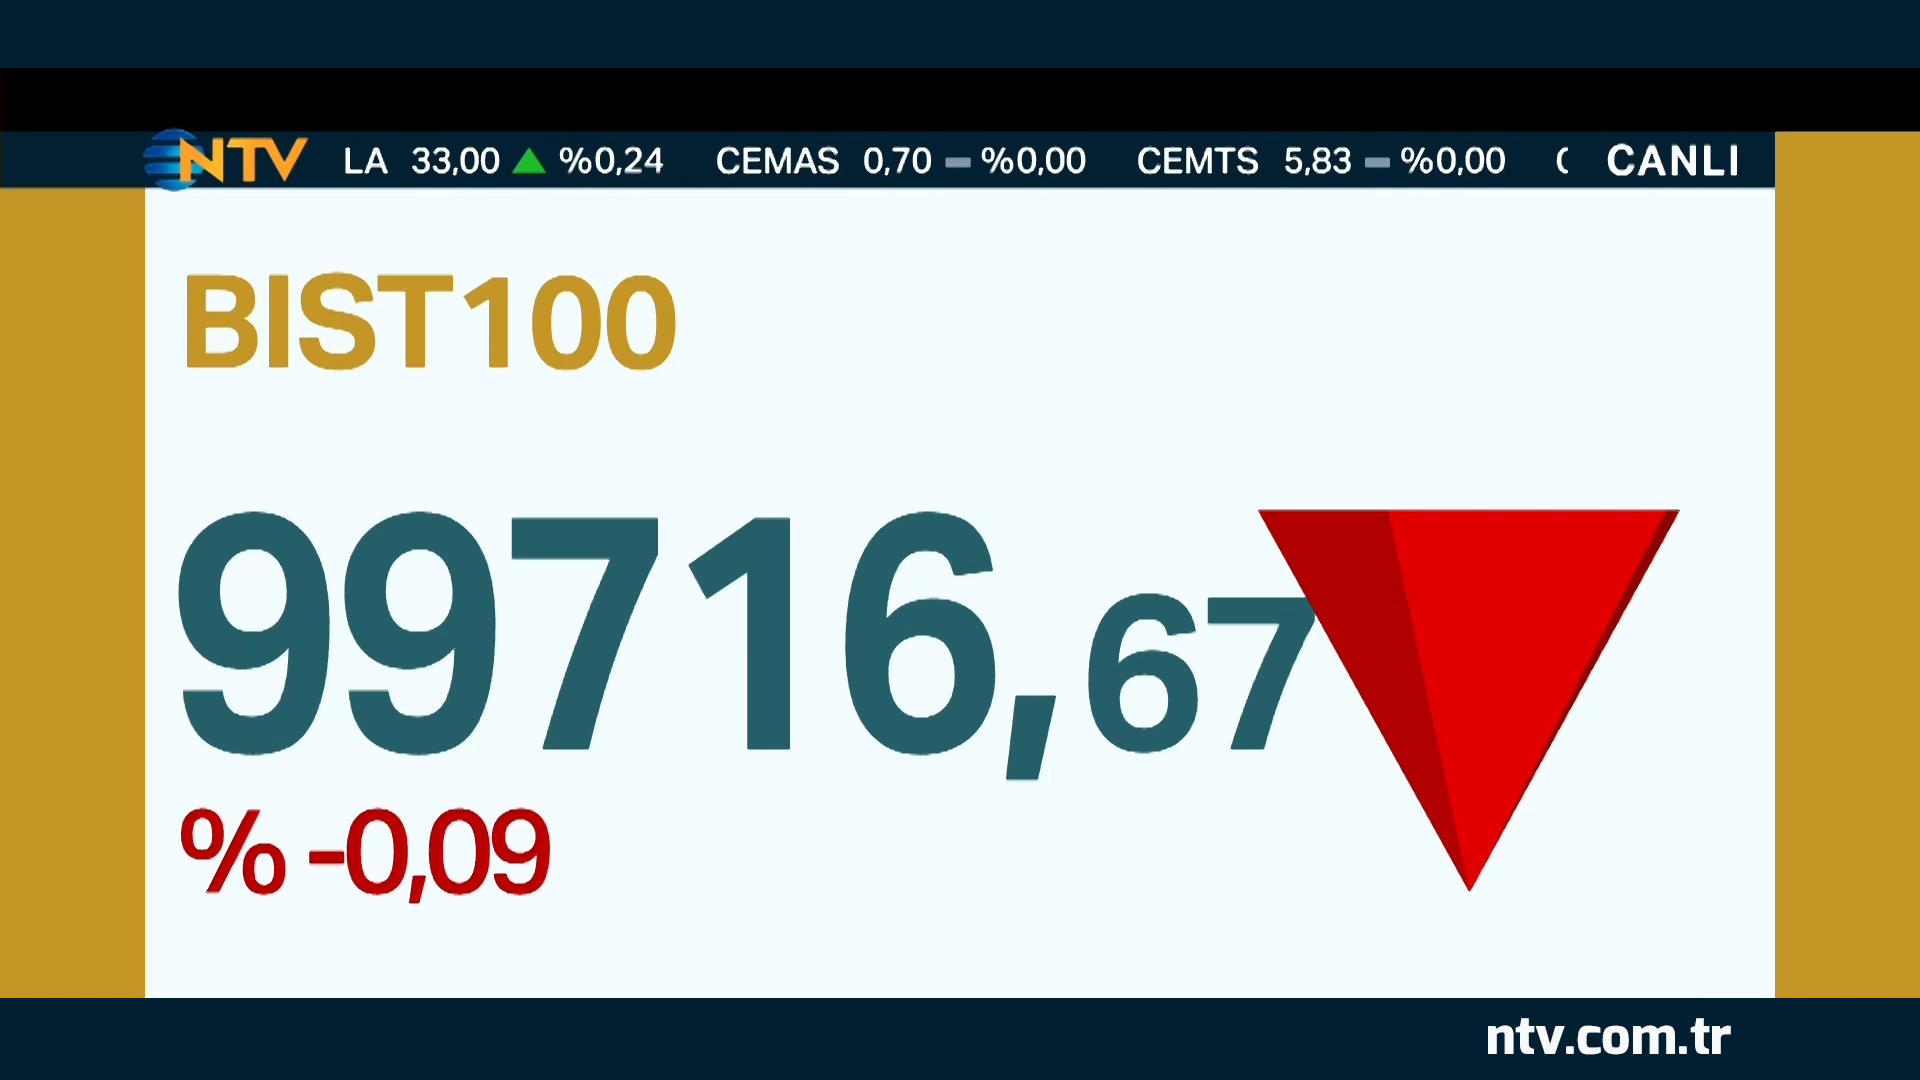 NTV LA 33,00 %0,24 CEMAS 0,70 %0,00 CEMTS 5,83 %0,00 CANLI
BIST100
99716,67
% -0,09
ntv.com.tr